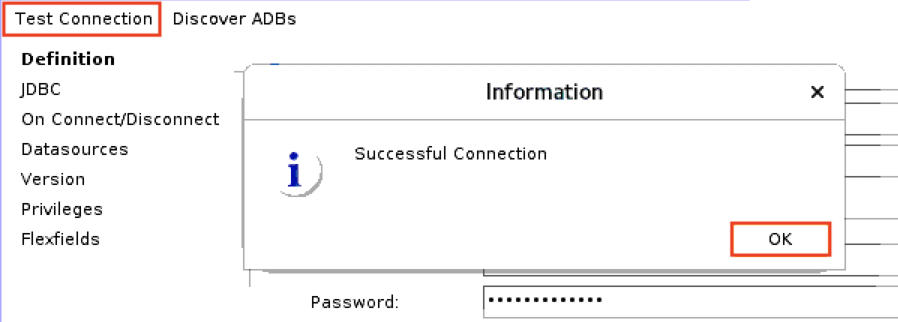 Test Connection Discover ADBs
Definition
JDBC
On Connect/Disconnect
Datasources
Version
Privileges
Flexfields
Information
Successful Connection
OK
Password: •••••••••••••